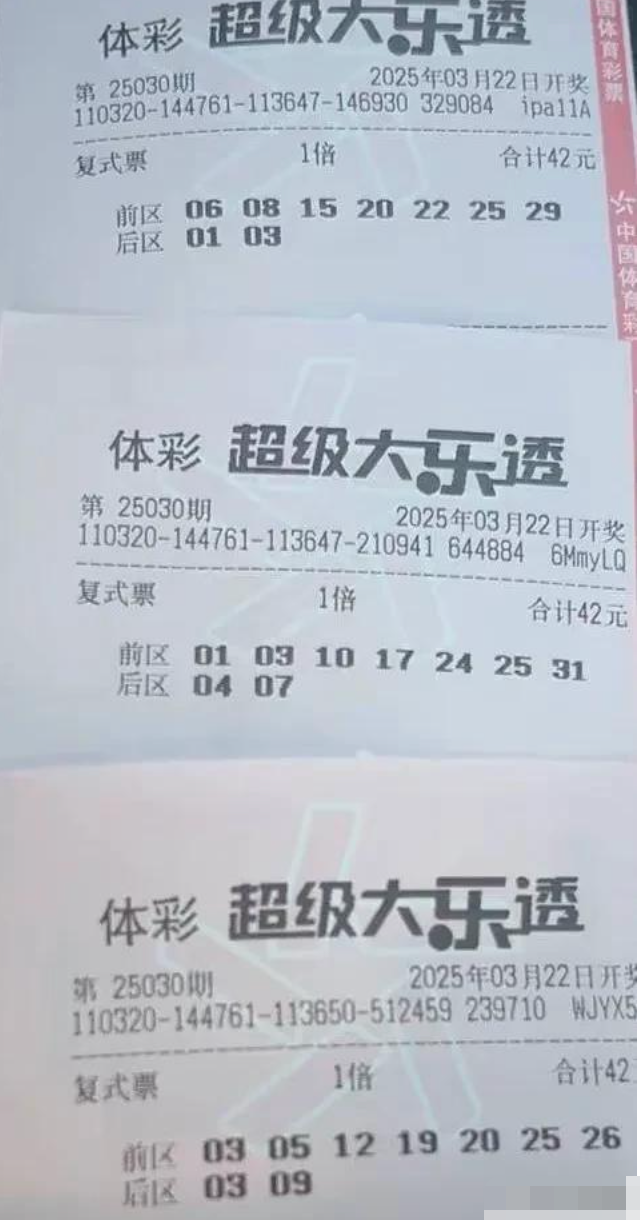 体彩 超级大乐透
第 25030期 2025年03月22日开奖
110320-144761-113647-146930 329084 ipa11A
复式票 1倍 合计42元
前区 06 08 15 20 22 25 29
后区 01 03
国体育彩票
中国体育彩
体彩 超级大乐透
第 25030期 2025年03月22日开奖
110320-144761-113647-210941 644884 6MmyLQ
复式票 1倍 合计42元
前区 01 03 10 17 24 25 31
后区 04 07
体彩 超级大乐透
第 25030期 2025年03月22日开奖
110320-144761-113650-512459 239710 WJYX5
复式票 1倍 合计42
前区 03 05 12 19 20 25 26
后区 03 09